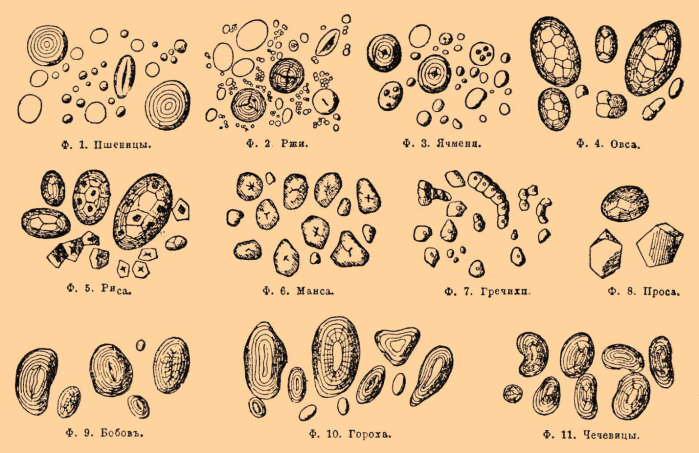 Ф. 1. Пшеницы.
Ф. 2. Ржи.
Ф. 3. Ячменя.
Ф. 4. Овса.
Ф. 5. Риса.
Ф. 6. Маиса.
Ф. 7. Гречихи.
Ф. 8. Проса.
Ф. 9. Бобовъ.
Ф. 10. Гороха.
Ф. 11. Чечевицы.